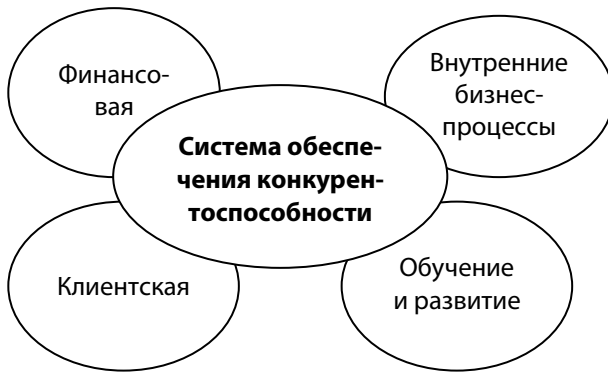 Финансо-
вая
Внутренние
бизнес-
процессы
Система обеспе-
чения конкурен-
тоспособности
Клиентская
Обучение
и развитие